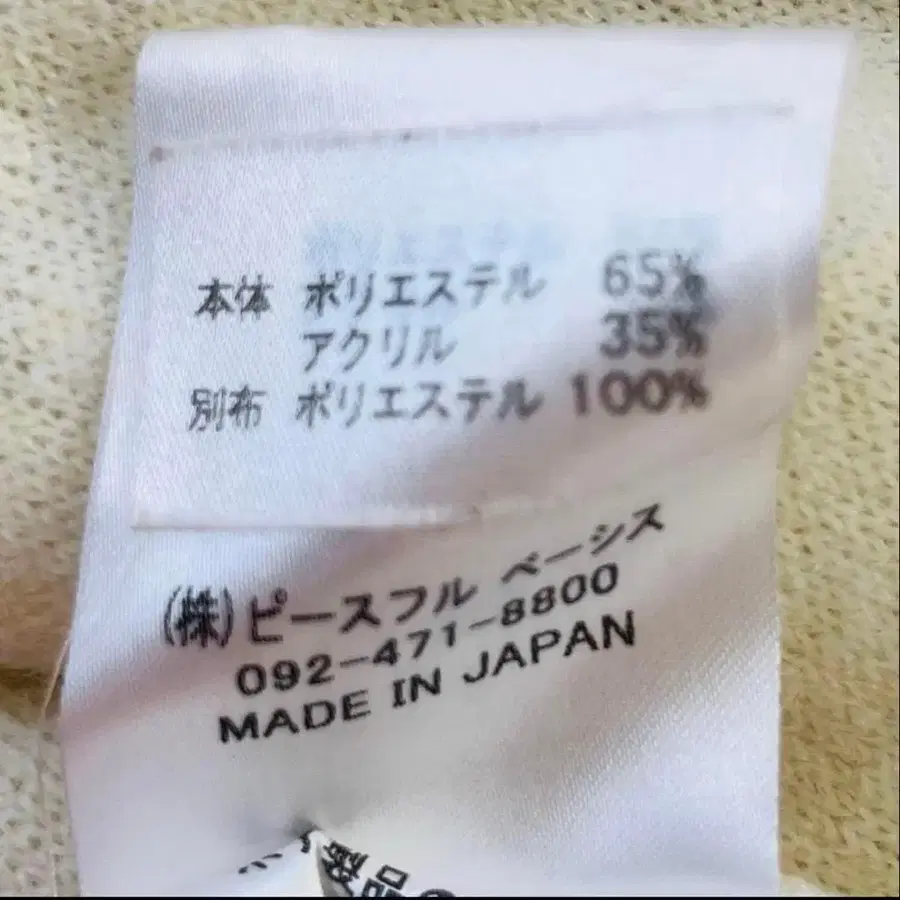 本体 ポリエステル 65%
アクリル 35%
別布 ポリエステル 100%
(株)ピースフル ベーシス
092-471-8800
MADE IN JAPAN
製品